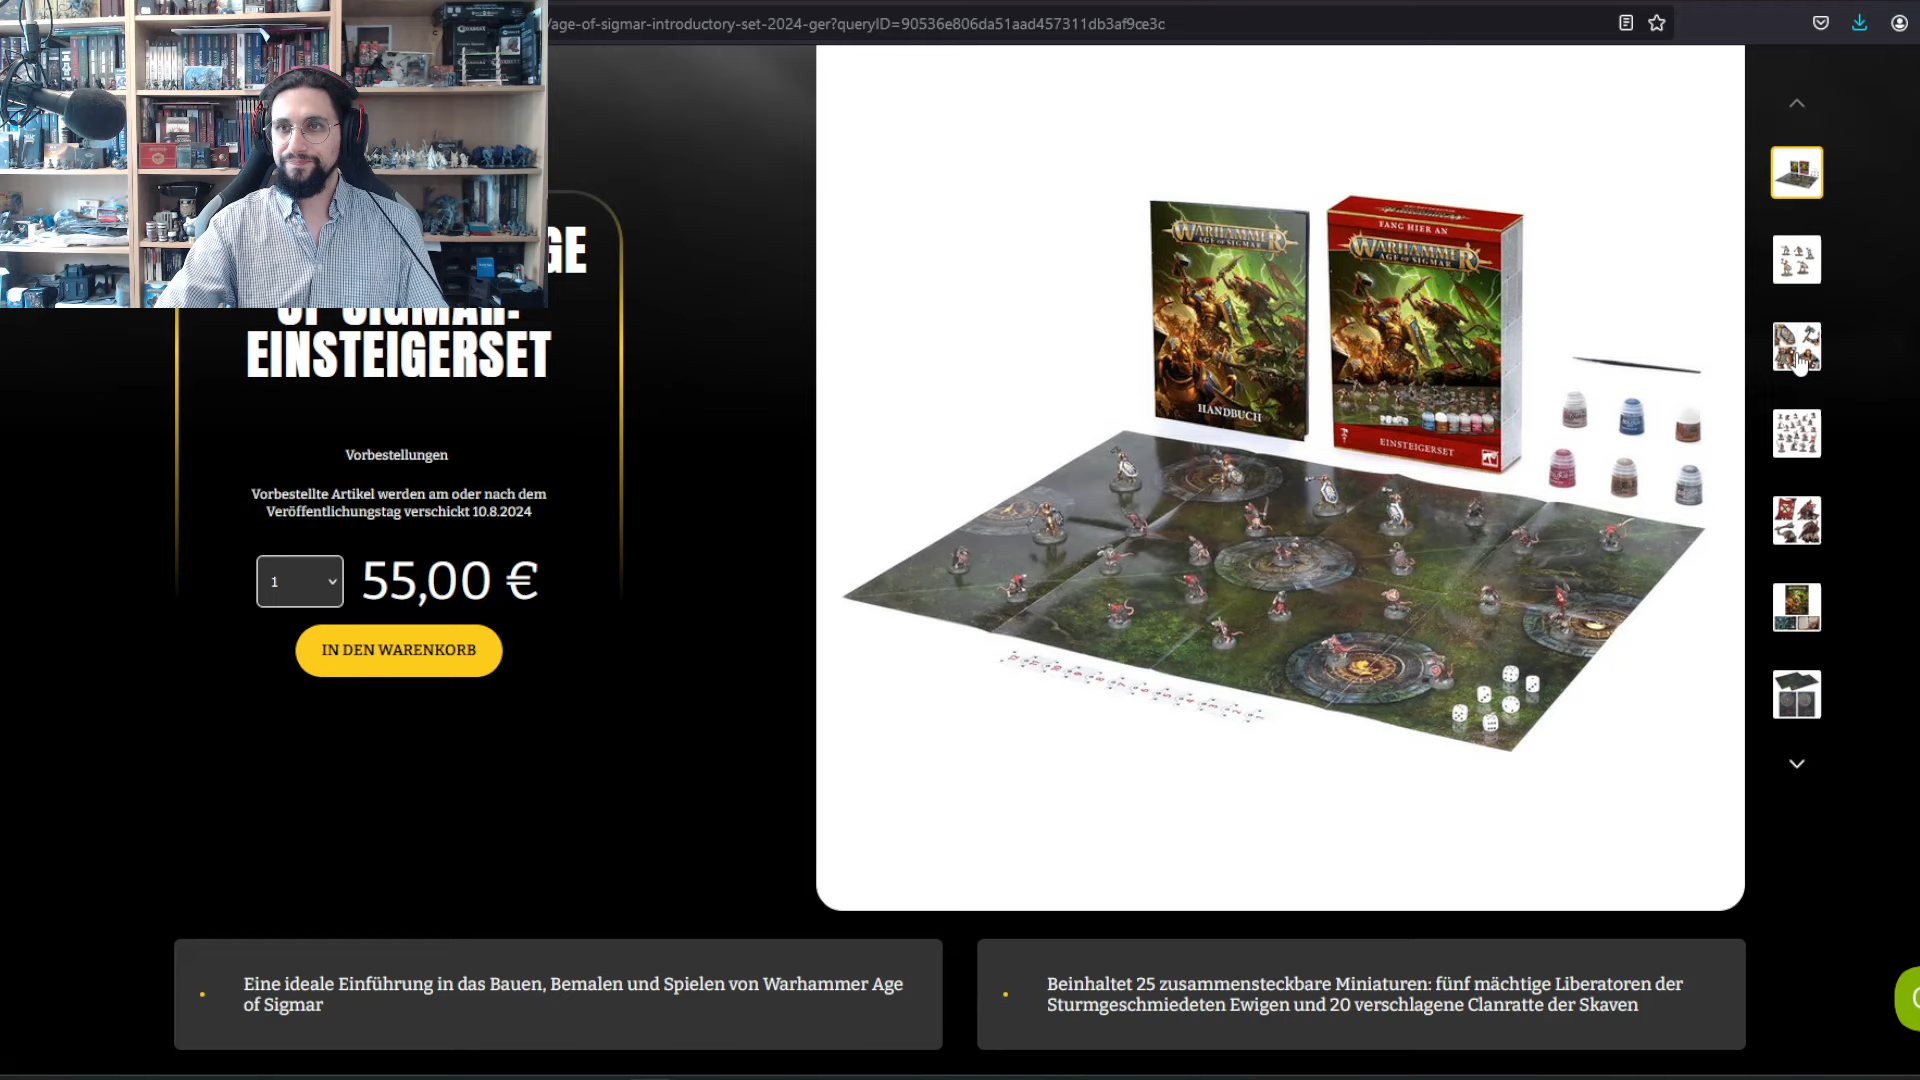 /age-of-sigmar-introductory-set-2024-ger?queryID=90536e806da51aad457311db3af9ce3c
GE
OF SIGMAR-
EINSTEIGERSET
Vorbestellungen
Vorbestellte Artikel werden am oder nach dem
Veröffentlichungstag verschickt 10.8.2024
1
55,00 €
IN DEN WARENKORB
WARHAMMER
AGE OF SIGMAR
HANDBUCH
FANG HIER AN
WARHAMMER
AGE OF SIGMAR
EINSTEIGERSET
Eine ideale Einführung in das Bauen, Bemalen und Spielen von Warhammer Age
of Sigmar
Beinhaltet 25 zusammensteckbare Miniaturen: fünf mächtige Liberatoren der
Sturmgeschmiedeten Ewigen und 20 verschlagene Clanratte der Skaven